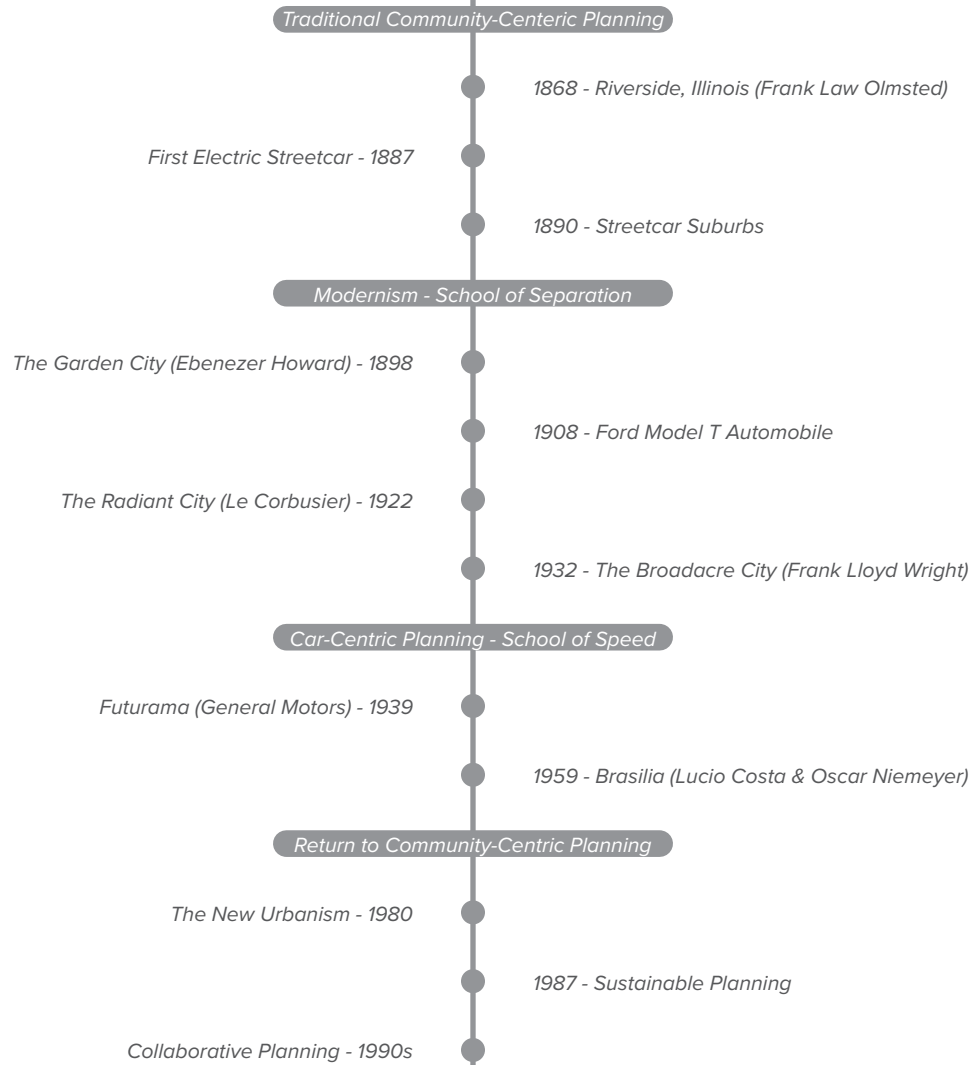 Traditional Community-Centeric Planning
1868 - Riverside, Illinois (Frank Law Olmsted)
First Electric Streetcar - 1887
1890 - Streetcar Suburbs
Modernism - School of Separation
The Garden City (Ebenezer Howard) - 1898
1908 - Ford Model T Automobile
The Radiant City (Le Corbusier) - 1922
1932 - The Broadacre City (Frank Lloyd Wright)
Car-Centric Planning - School of Speed
Futurama (General Motors) - 1939
1959 - Brasilia (Lucio Costa & Oscar Niemeyer)
Return to Community-Centric Planning
The New Urbanism - 1980
1987 - Sustainable Planning
Collaborative Planning - 1990s